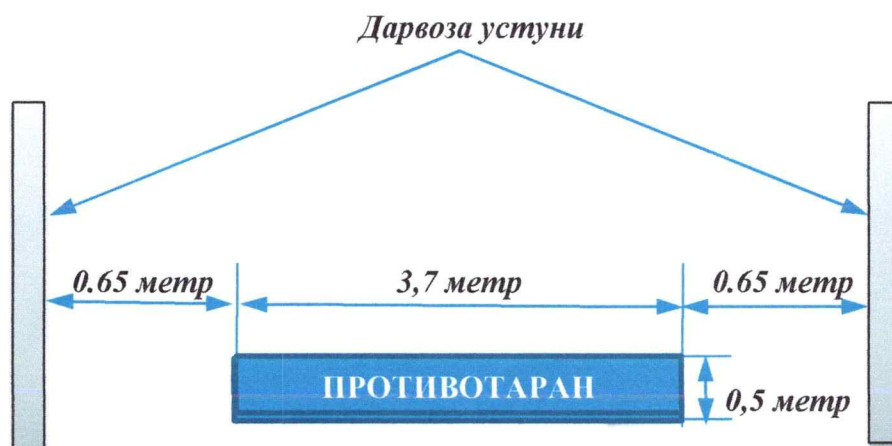 Дарвоза устуни
0.65 метр
3,7 метр
0.65 метр
ПРОТИВОТАРАН
0,5 метр